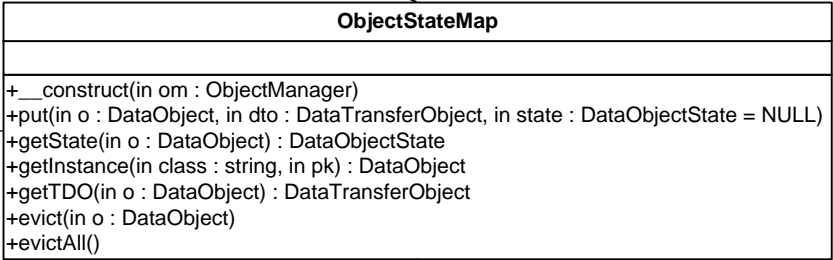 ObjectStateMap
+__construct(in om : ObjectManager)
+put(in o : DataObject, in dto : DataTransferObject, in state : DataObjectState = NULL)
+getState(in o : DataObject) : DataObjectState
+getInstance(in class : string, in pk) : DataObject
+getTDO(in o : DataObject) : DataTransferObject
+evict(in o : DataObject)
+evictAll()